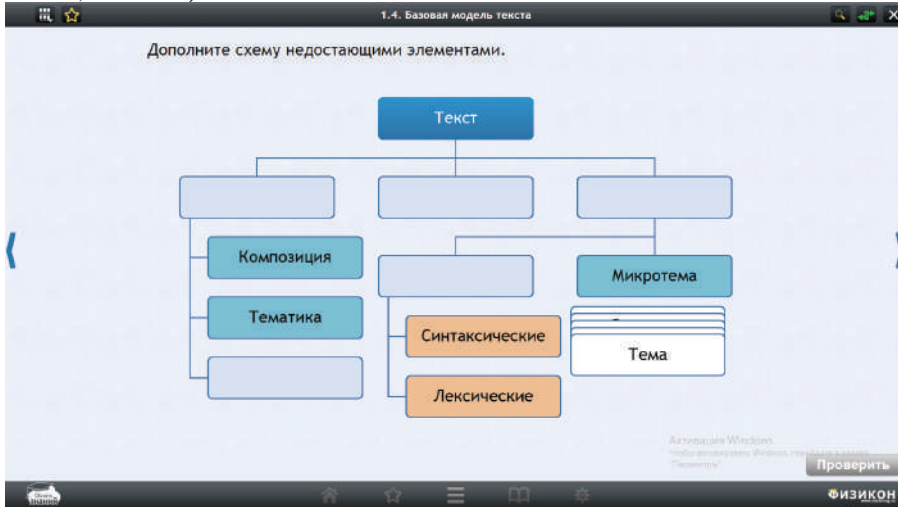 1.4. Базовая модель текста
Дополните схему недостающими элементами.
Текст
Композиция
Микротема
Тематика
Синтаксические
Тема
Лексические
Активация Windows
Проверить
ФИЗИКОН